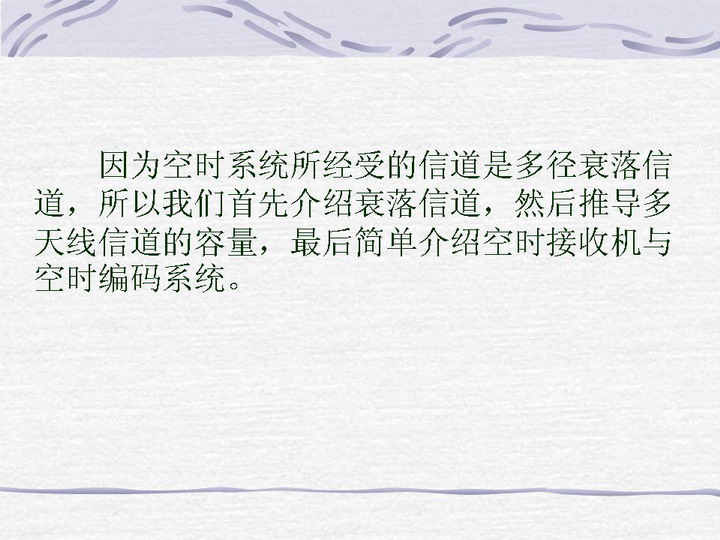 因为空时系统所经受的信道是多径衰落信
道，所以我们首先介绍衰落信道，然后推导多
天线信道的容量，最后简单介绍空时接收机与
空时编码系统。